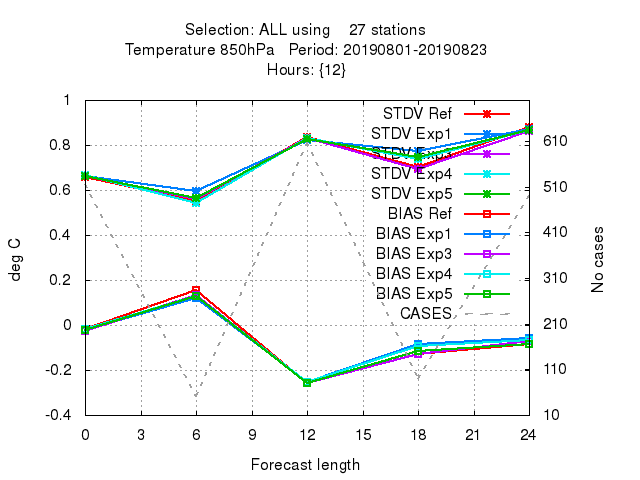 Selection: ALL using 27 stations
Temperature 850hPa Period: 20190801-20190823
Hours: {12}
1
0.8
0.6
0.4
0.2
0
-0.2
-0.4
deg C
STDV Ref
STDV Exp1
STDV Exp3
STDV Exp4
STDV Exp5
BIAS Ref
BIAS Exp1
BIAS Exp3
BIAS Exp4
BIAS Exp5
CASES
610
510
410
310
210
110
10
No cases
0 3 6 9 12 15 18 21 24
Forecast length